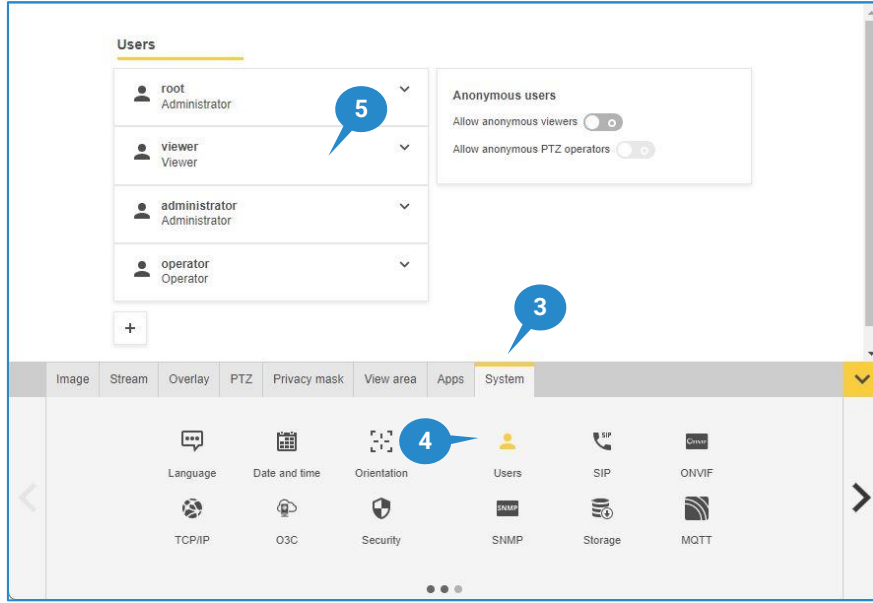 Users
root
Administrator
5
Anonymous users
Allow anonymous viewers
viewer
Viewer
Allow anonymous PTZ operators
administrator
Administrator
operator
Operator
+
3
Image Stream Overlay PTZ Privacy mask View area Apps System
4
SIP
Language Date and time Orientation Users SIP ONVIF
SNMP
TCP/IP O3C Security SNMP Storage MQTT